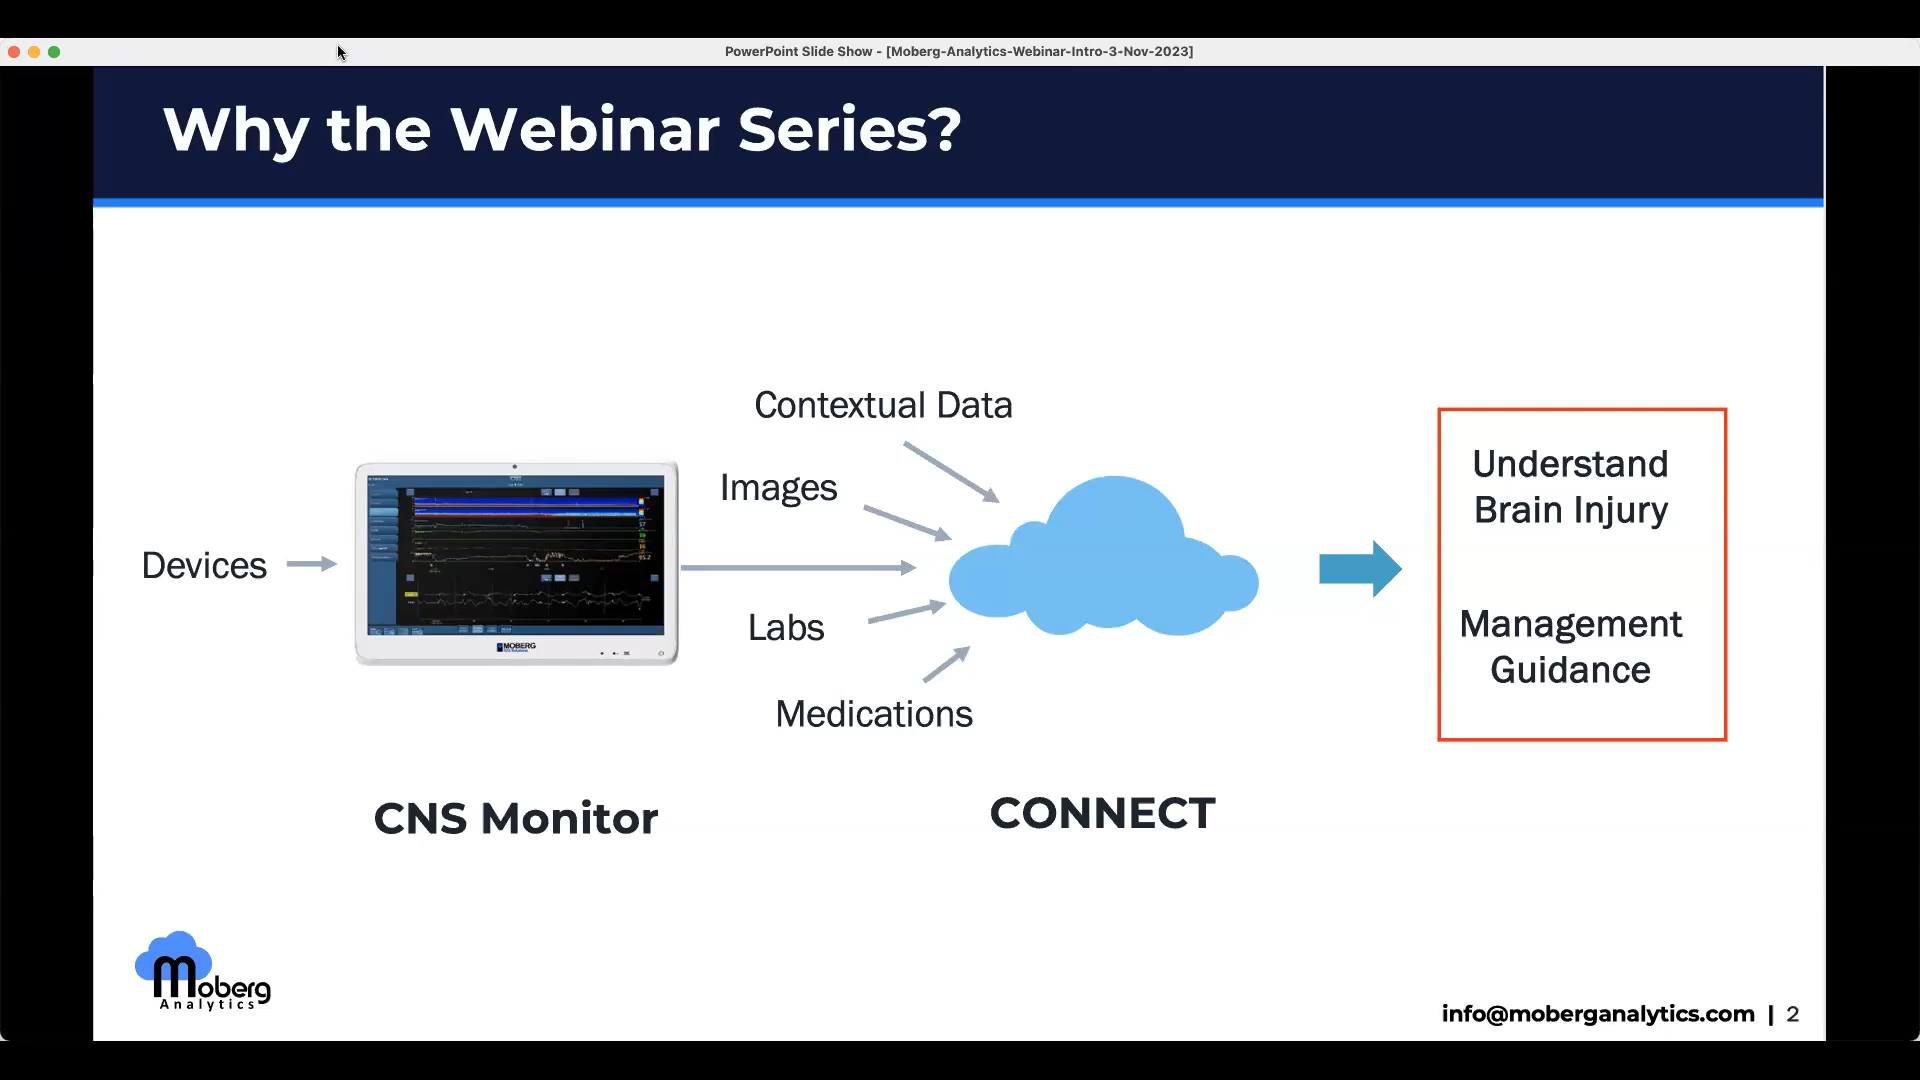 PowerPoint Slide Show - [Moberg-Analytics-Webinar-Intro-3-Nov-2023]
Why the Webinar Series?
Contextual Data
Images
Devices
Labs
Medications
MOBERG
Understand
Brain Injury
Management
Guidance
CNS Monitor
CONNECT
moberg
Analytics
info@moberganalytics.com | 2